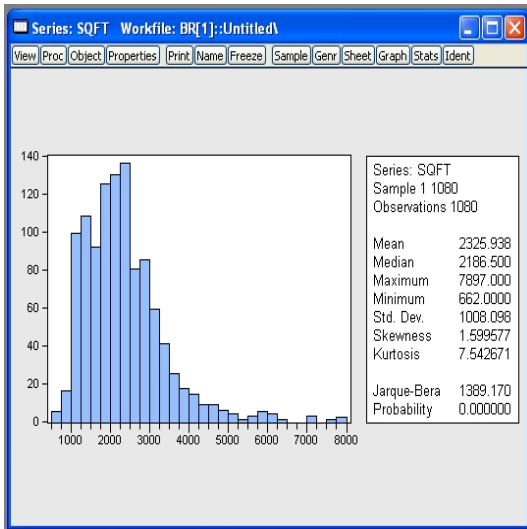 Series: SQFT Workfile: BR[1]::Untitled\
View Proc Object Properties Print Name Freeze Sample Genr Sheet Graph Stats Ident
140
120
100
80
60
40
20
0
1000 2000 3000 4000 5000 6000 7000 8000
Series: SQFT
Sample 1 1080
Observations 1080
Mean 2325.938
Median 2186.500
Maximum 7897.000
Minimum 662.0000
Std. Dev. 1008.098
Skewness 1.599577
Kurtosis 7.542671
Jarque-Bera 1389.170
Probability 0.000000